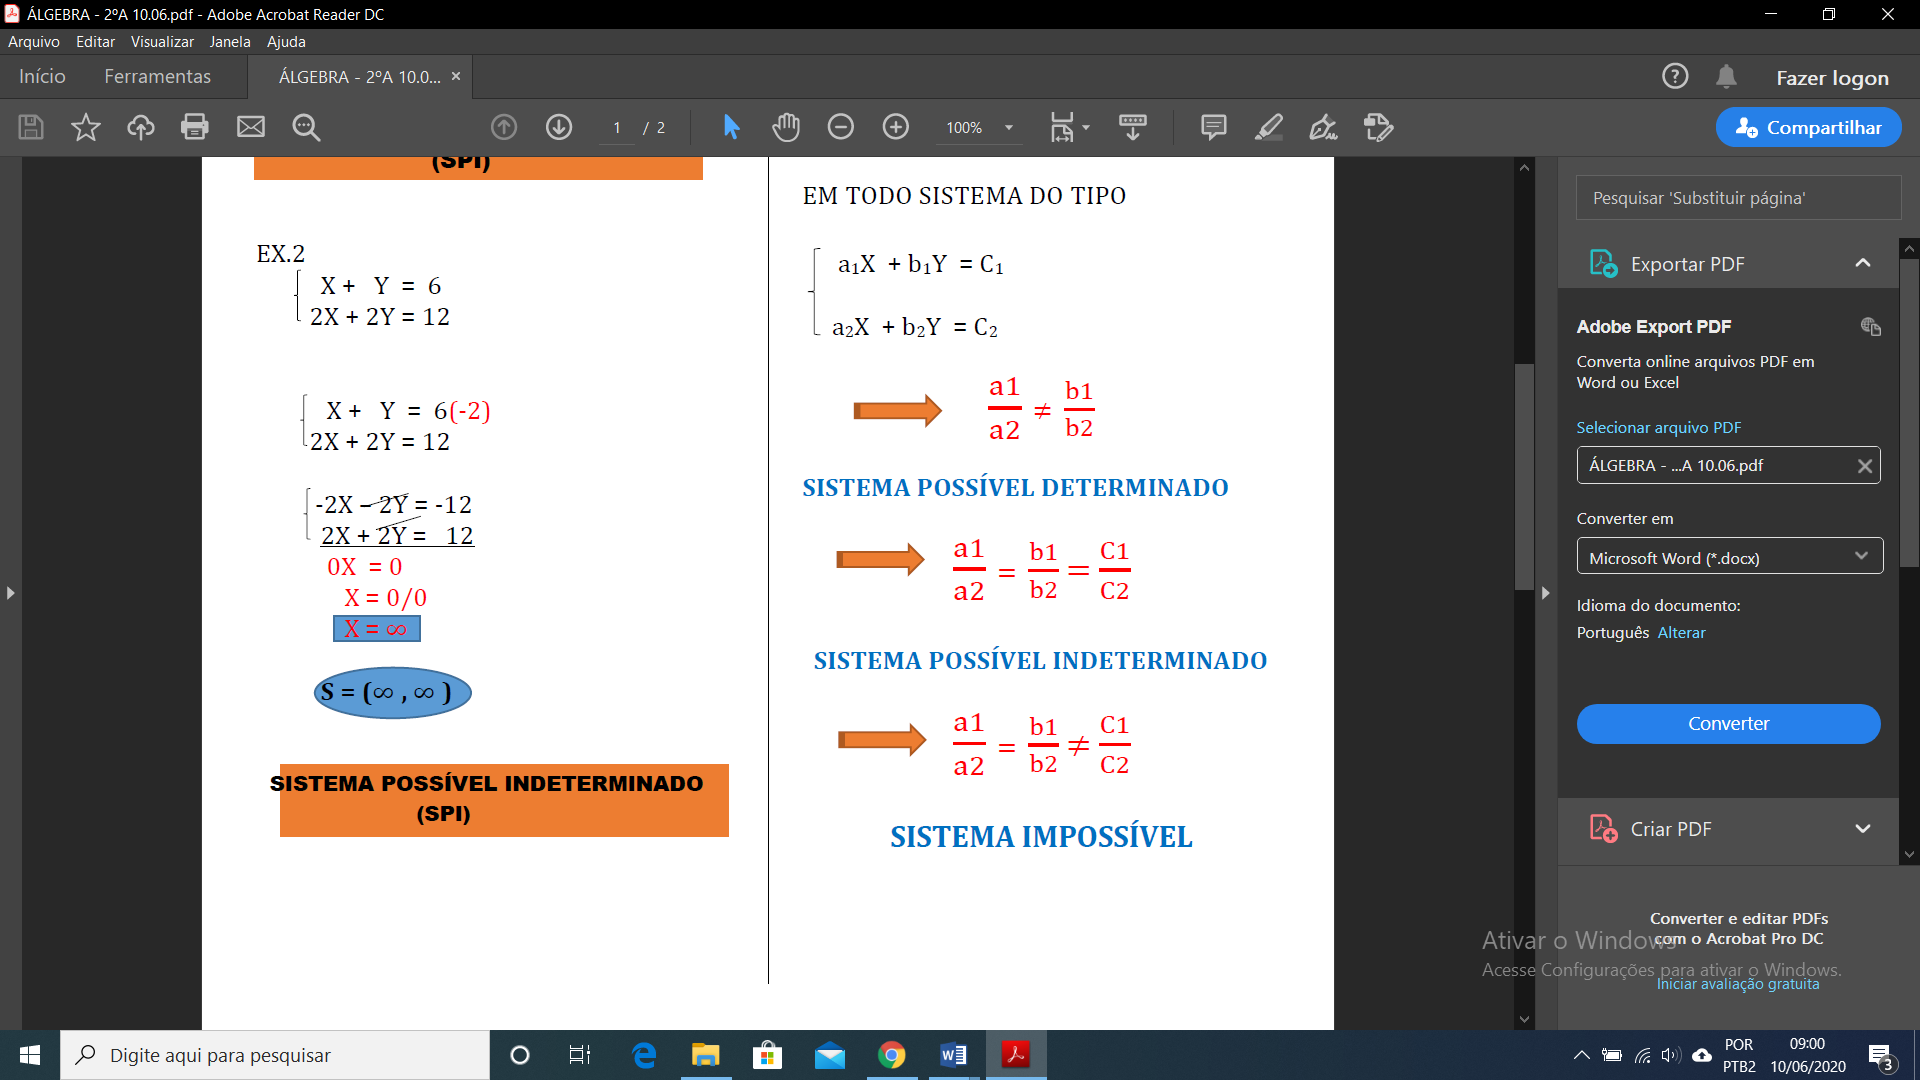 ÁLGEBRA - 2ºA 10.06.pdf - Adobe Acrobat Reader DC
Arquivo Editar Visualizar Janela Ajuda
Início Ferramentas ÁLGEBRA - 2ºA 10.0... × Fazer logon
1 / 2 100% Compartilhar
(SPI)
EX.2
X + Y = 6
2X + 2Y = 12
X + Y = 6(-2)
2X + 2Y = 12
-2X – 2Y = -12
2X + 2Y = 12
0X = 0
X = 0/0
X = ∞
S = (∞ , ∞ )
SISTEMA POSSÍVEL INDETERMINADO
(SPI)
EM TODO SISTEMA DO TIPO
a₁X + b₁Y = C₁
a₂X + b₂Y = C₂
a1/a2 ≠ b1/b2
SISTEMA POSSÍVEL DETERMINADO
a1/a2 = b1/b2 = C1/C2
SISTEMA POSSÍVEL INDETERMINADO
a1/a2 = b1/b2 ≠ C1/C2
SISTEMA IMPOSSÍVEL
Pesquisar 'Substituir página'
Exportar PDF
Adobe Export PDF
Converta online arquivos PDF em
Word ou Excel
Selecionar arquivo PDF
ÁLGEBRA - ...A 10.06.pdf
Converter em
Microsoft Word (*.docx)
Idioma do documento:
Português Alterar
Converter
Criar PDF
Converter e editar PDFs
com o Acrobat Pro DC
Iniciar avaliação gratuita
Ativar o Windows
Acesse Configurações para ativar o Windows.
Digite aqui para pesquisar
POR
PTB2
09:00
10/06/2020
3